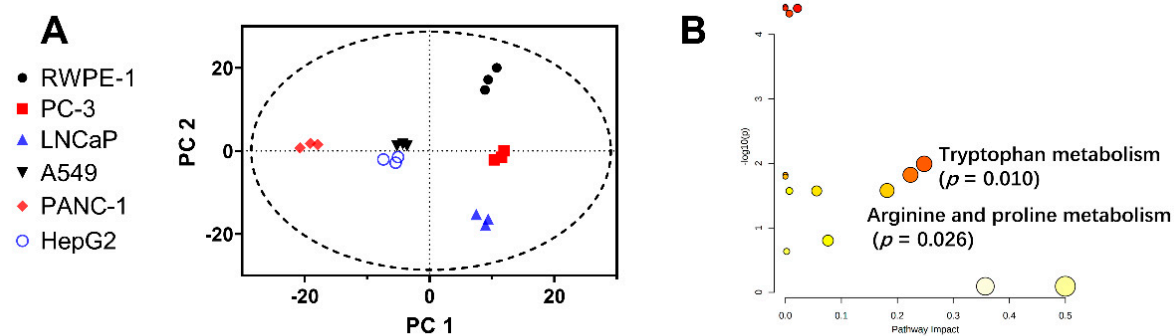 A
RWPE-1
PC-3
LNCaP
A549
PANC-1
HepG2
PC 2
20
0
-20
-20
0
20
PC 1
B
-log10(p)
4
3
2
1
0
Tryptophan metabolism
(p = 0.010)
Arginine and proline metabolism
(p = 0.026)
0.0
0.1
0.2
0.3
0.4
0.5
Pathway Impact